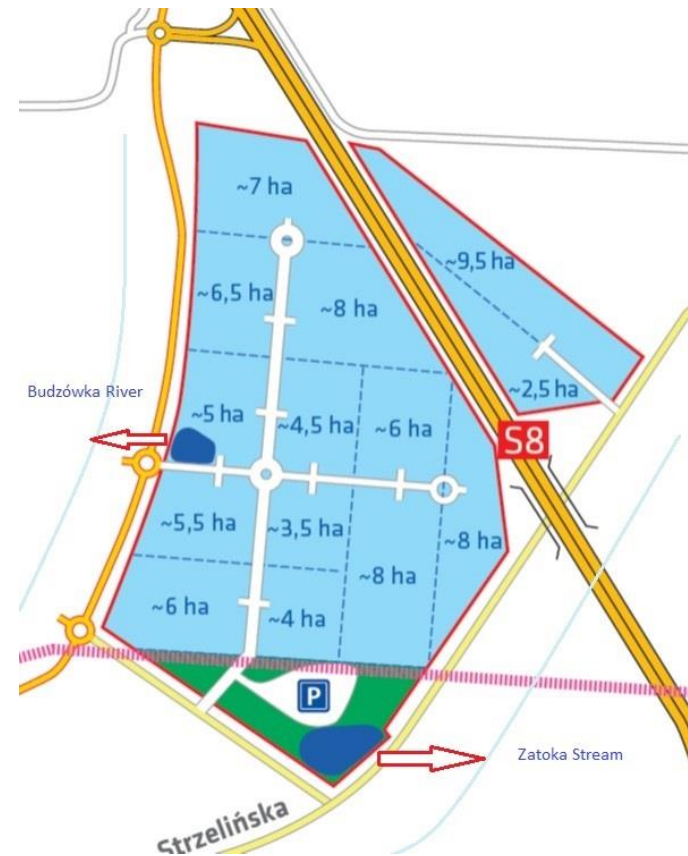 ~7 ha
~9,5 ha
~6,5 ha
~8 ha
~2,5 ha
Budzówka River
~5 ha
~4,5 ha
~6 ha
S8
~5,5 ha
~3,5 ha
~8 ha
~8 ha
~6 ha
~4 ha
P
Zatoka Stream
Strzelińska